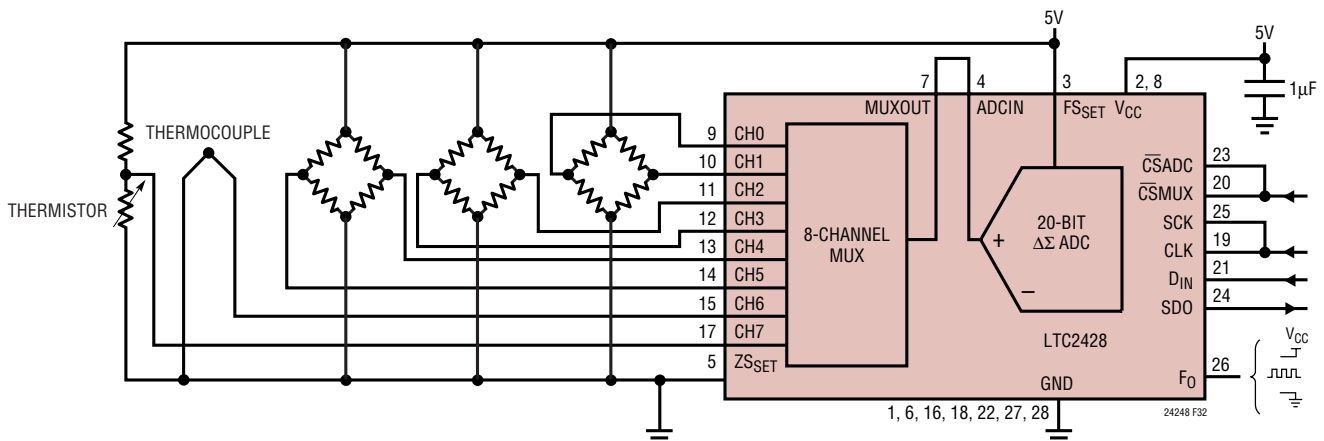 5V
5V
7 4 3 2, 8
1µF
MUXOUT ADCIN FSSET VCC
THERMOCOUPLE
THERMISTOR
9 CH0
10 CH1
11 CH2
12 CH3
13 CH4
14 CH5
15 CH6
17 CH7
5 ZSSET
8-CHANNEL
MUX
+
–
20-BIT
ΔΣ ADC
LTC2428
C̅S̅ADC 23
C̅S̅MUX 20
SCK 25
CLK 19
DIN 21
SDO 24
VCC
FO 26
GND
1, 6, 16, 18, 22, 27, 28
24248 F32